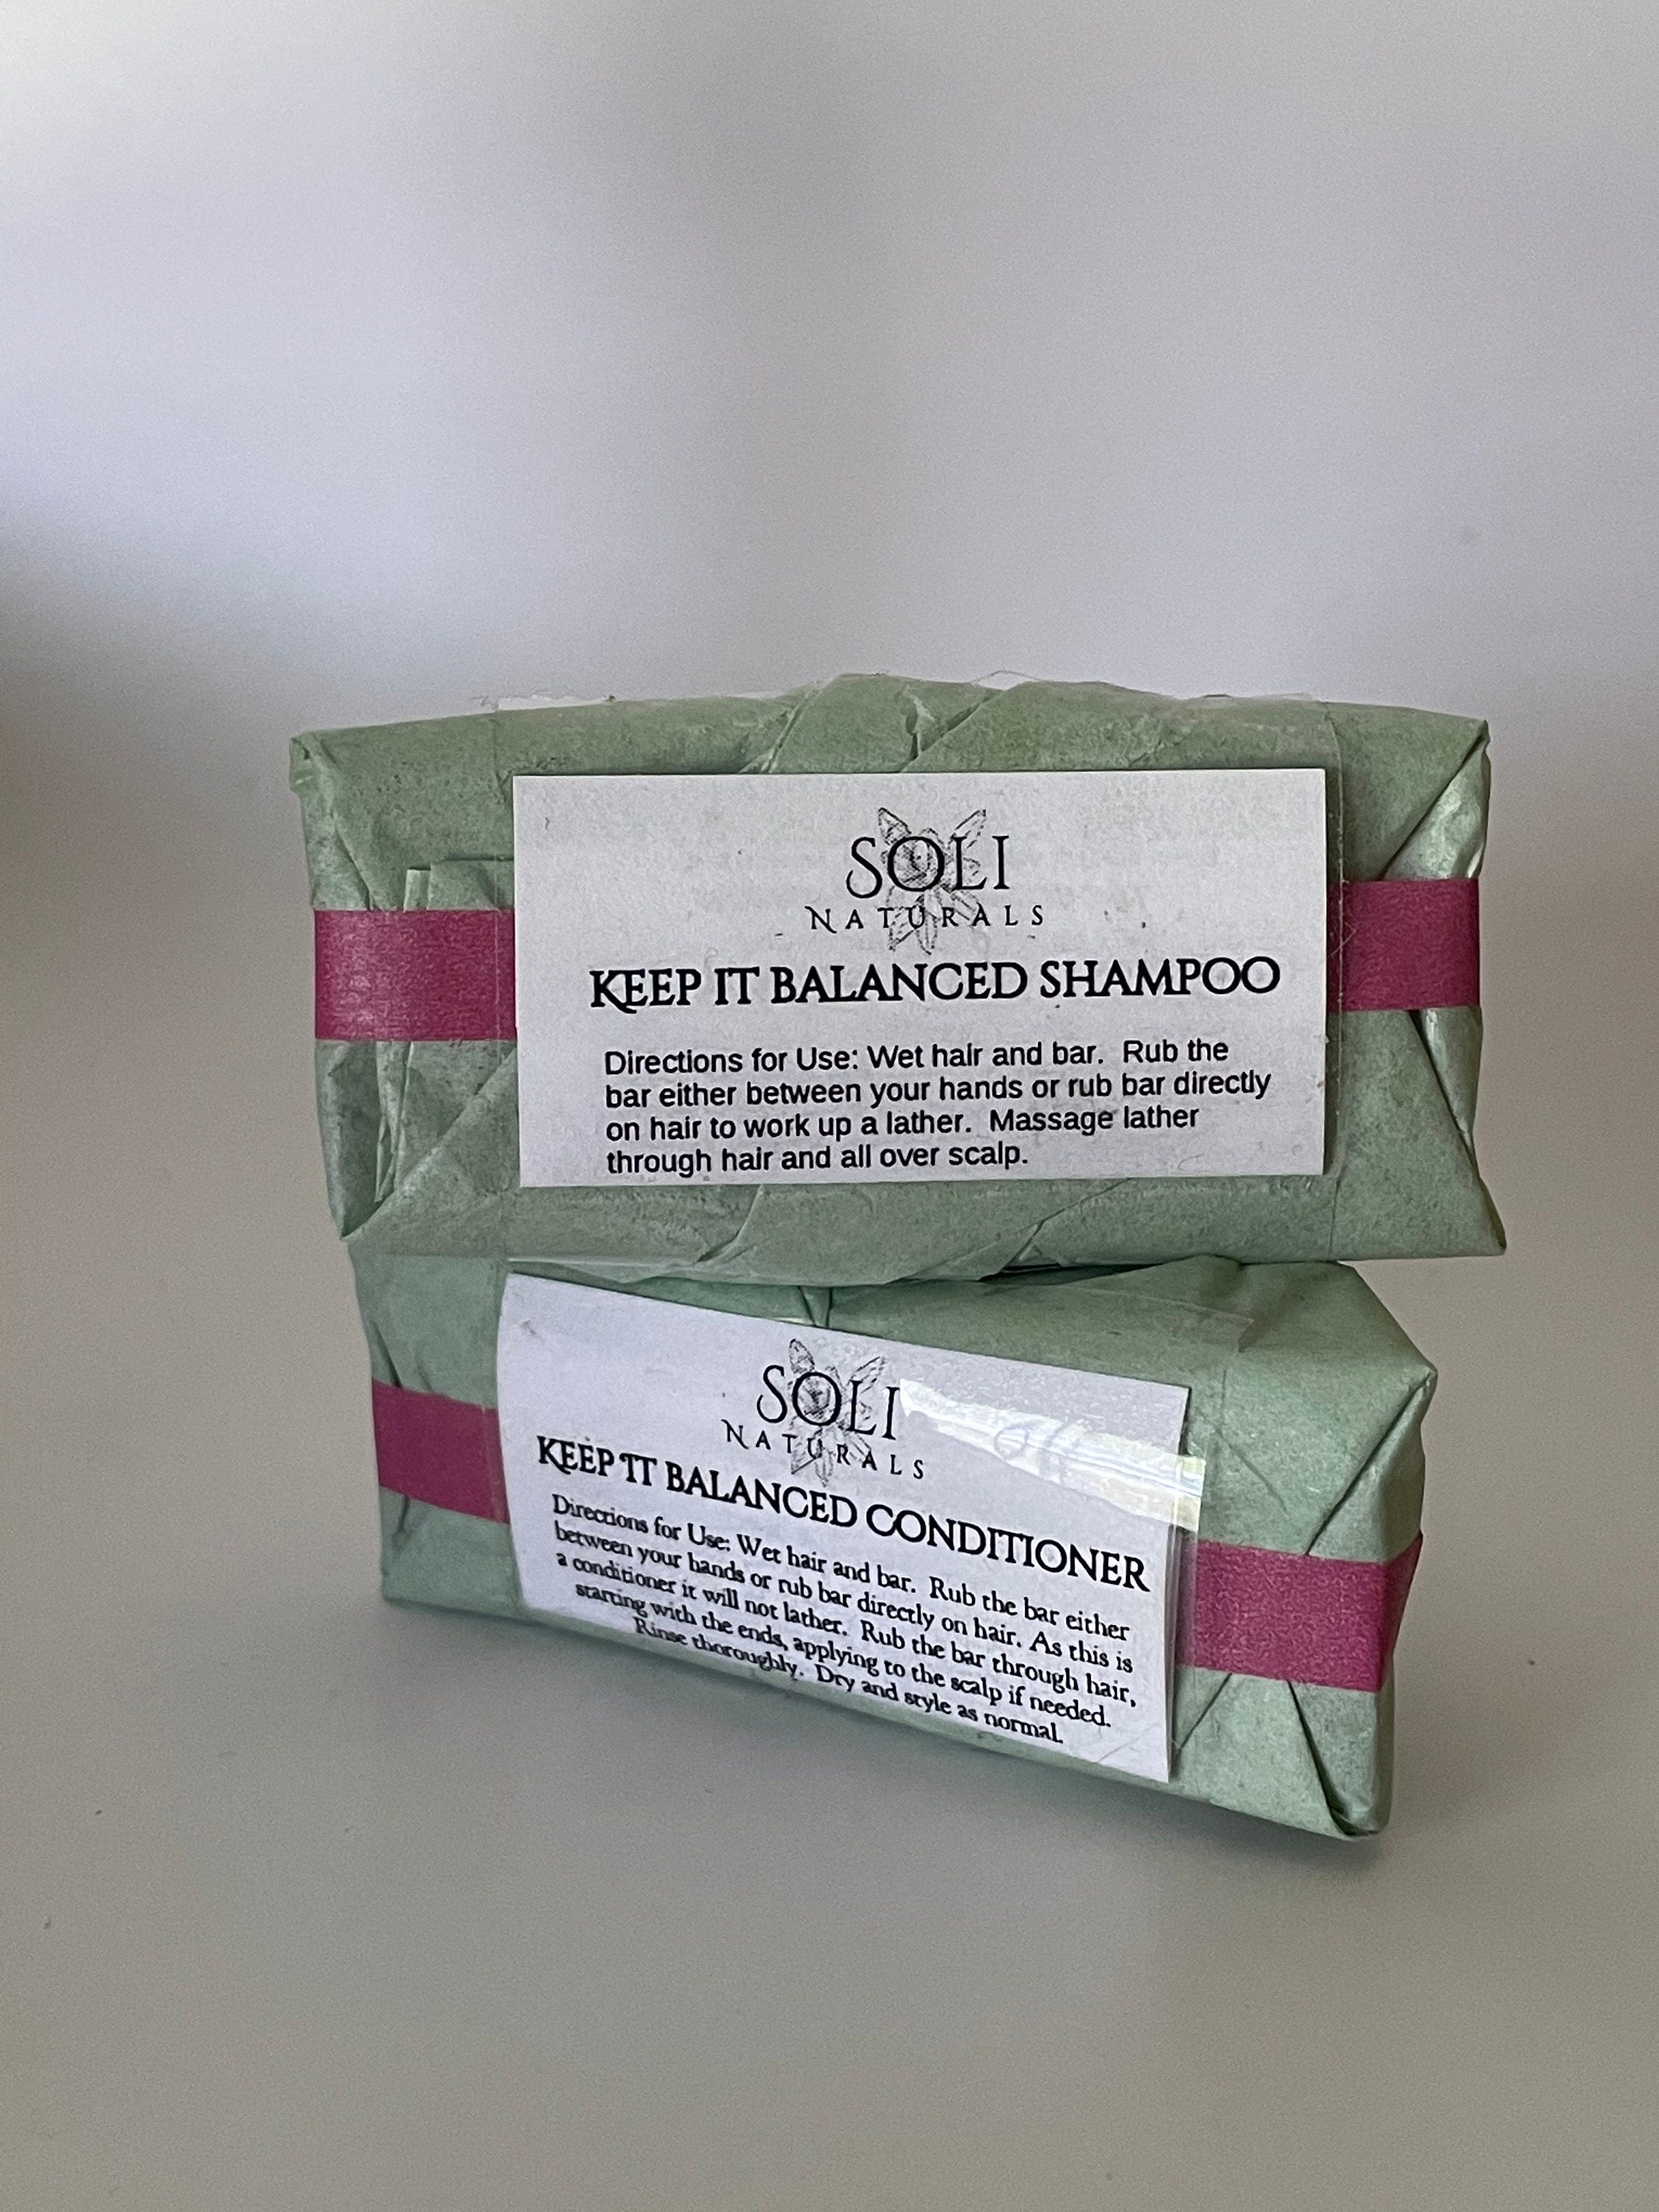 SOLI
NATURALS
KEEP IT BALANCED SHAMPOO
Directions for Use: Wet hair and bar. Rub the
bar either between your hands or rub bar directly
on hair to work up a lather. Massage lather
through hair and all over scalp.
SOLI
NATURALS
KEEP IT BALANCED CONDITIONER
Directions for Use: Wet hair and bar. Rub the bar either
between your hands or rub bar directly on hair. As this is
a conditioner it will not lather. Rub the bar through hair,
starting with the ends, applying to the scalp if needed.
Rinse thoroughly. Dry and style as normal.